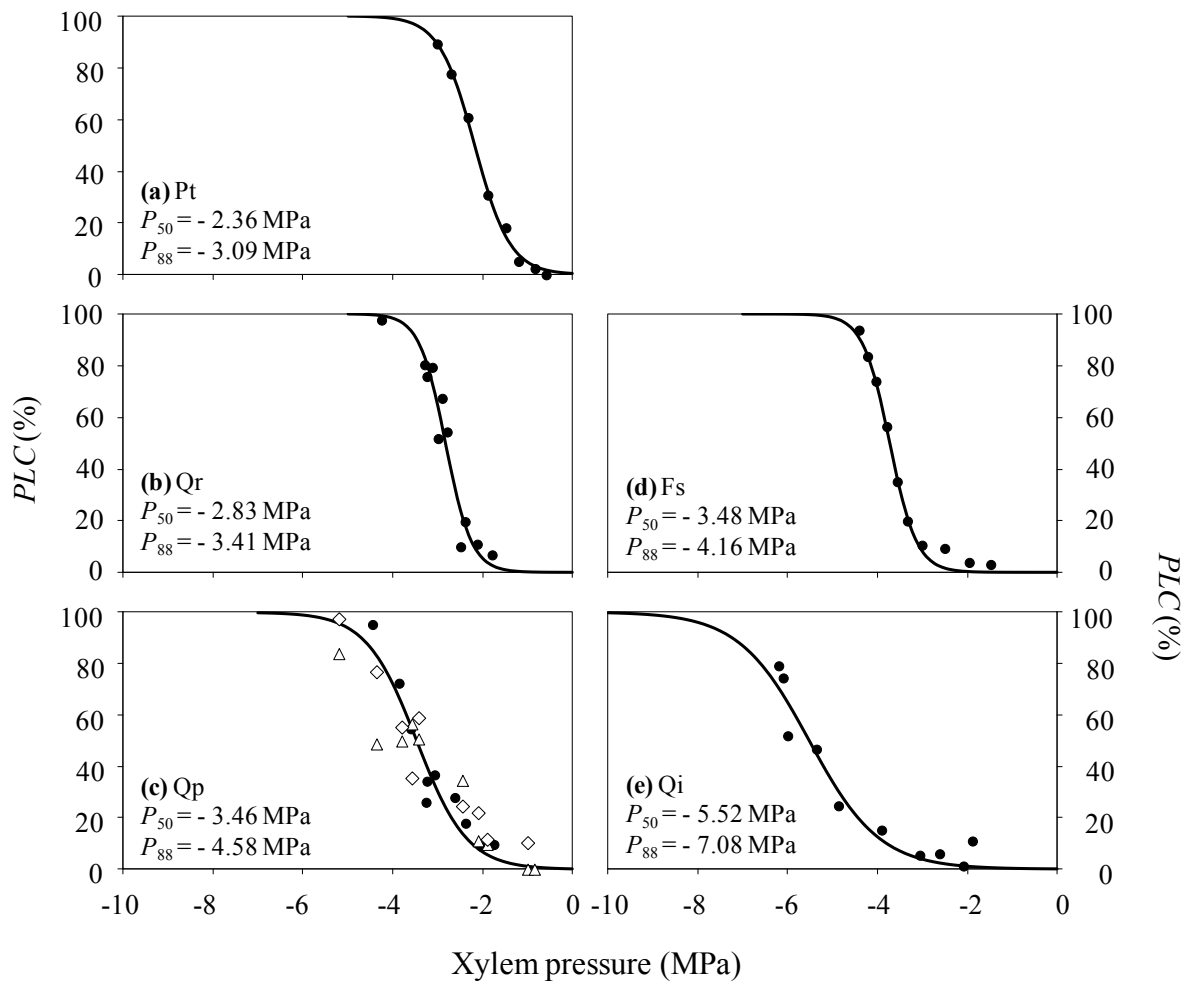 100
80
60
40
20
0
(a) Pt
P50 = - 2.36 MPa
P88 = - 3.09 MPa
100
80
60
40
20
0
(b) Qr
P50 = - 2.83 MPa
P88 = - 3.41 MPa
100
80
60
40
20
0
(d) Fs
P50 = - 3.48 MPa
P88 = - 4.16 MPa
PLC (%)
PLC (%)
100
80
60
40
20
0
(c) Qp
P50 = - 3.46 MPa
P88 = - 4.58 MPa
100
80
60
40
20
0
(e) Qi
P50 = - 5.52 MPa
P88 = - 7.08 MPa
-10 -8 -6 -4 -2 0
-10 -8 -6 -4 -2 0
Xylem pressure (MPa)